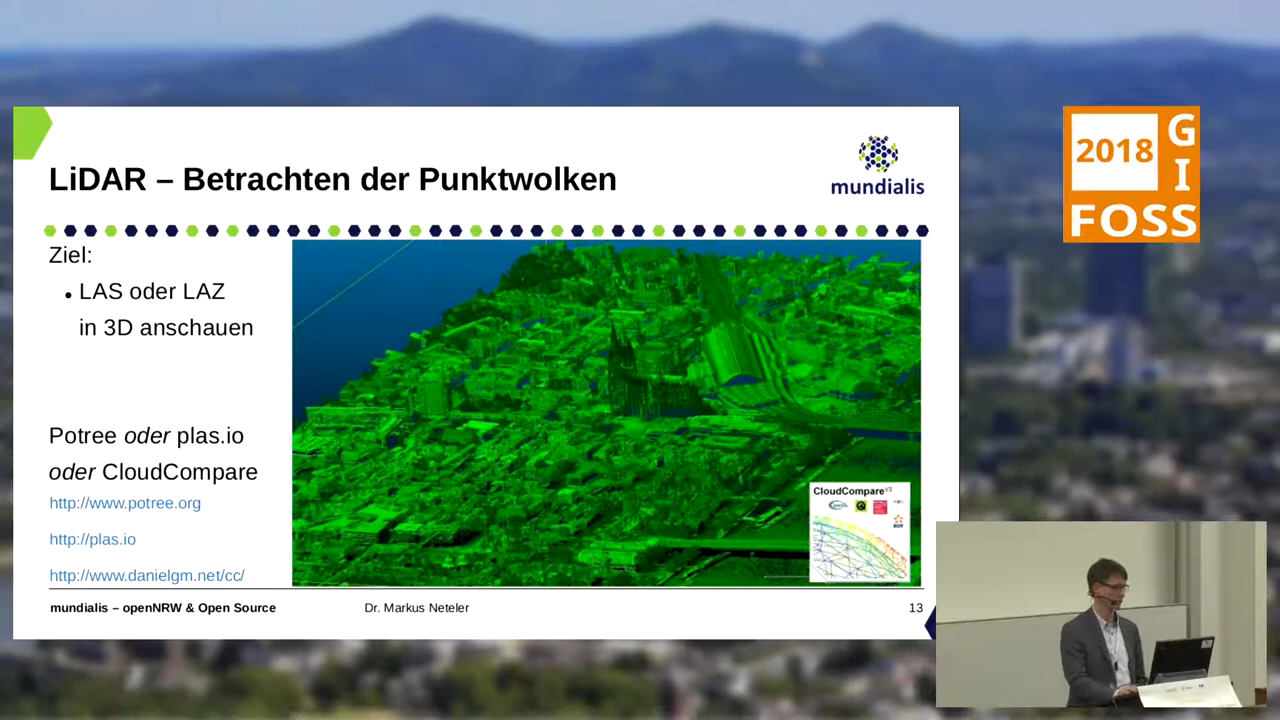 LiDAR – Betrachten der Punktwolken
mundialis
2018
G
I
FOSS
Ziel:
• LAS oder LAZ
in 3D anschauen
Potree oder plas.io
oder CloudCompare
http://www.potree.org
http://plas.io
http://www.danielgm.net/cc/
CloudCompare V2
mundialis – openNRW & Open Source
Dr. Markus Neteler
13